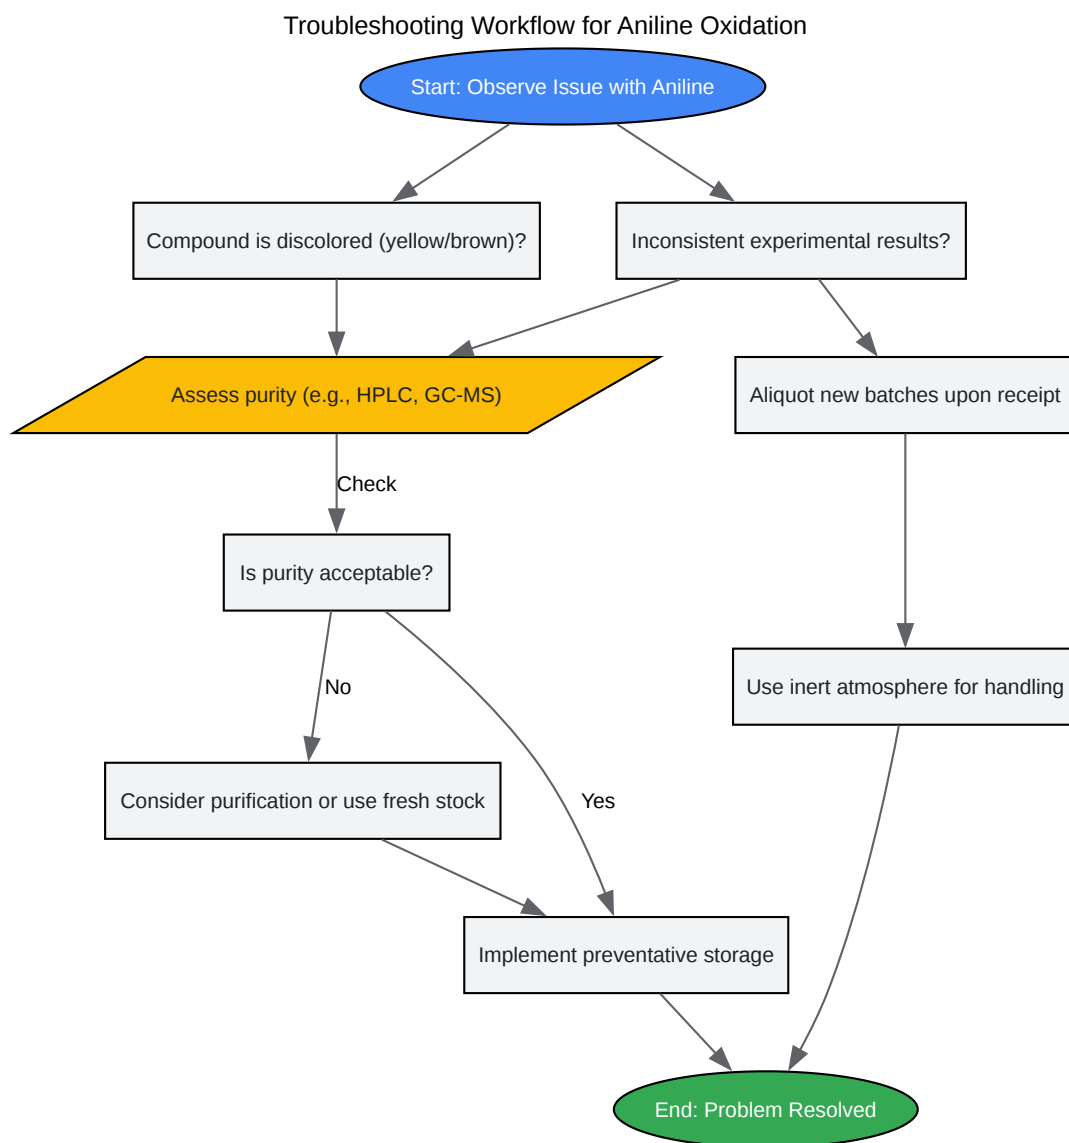 Troubleshooting Workflow for Aniline Oxidation
Start: Observe Issue with Aniline
Compound is discolored (yellow/brown)?
Inconsistent experimental results?
Assess purity (e.g., HPLC, GC-MS)
Aliquot new batches upon receipt
Check
Is purity acceptable?
Use inert atmosphere for handling
No
Consider purification or use fresh stock
Yes
Implement preventative storage
End: Problem Resolved